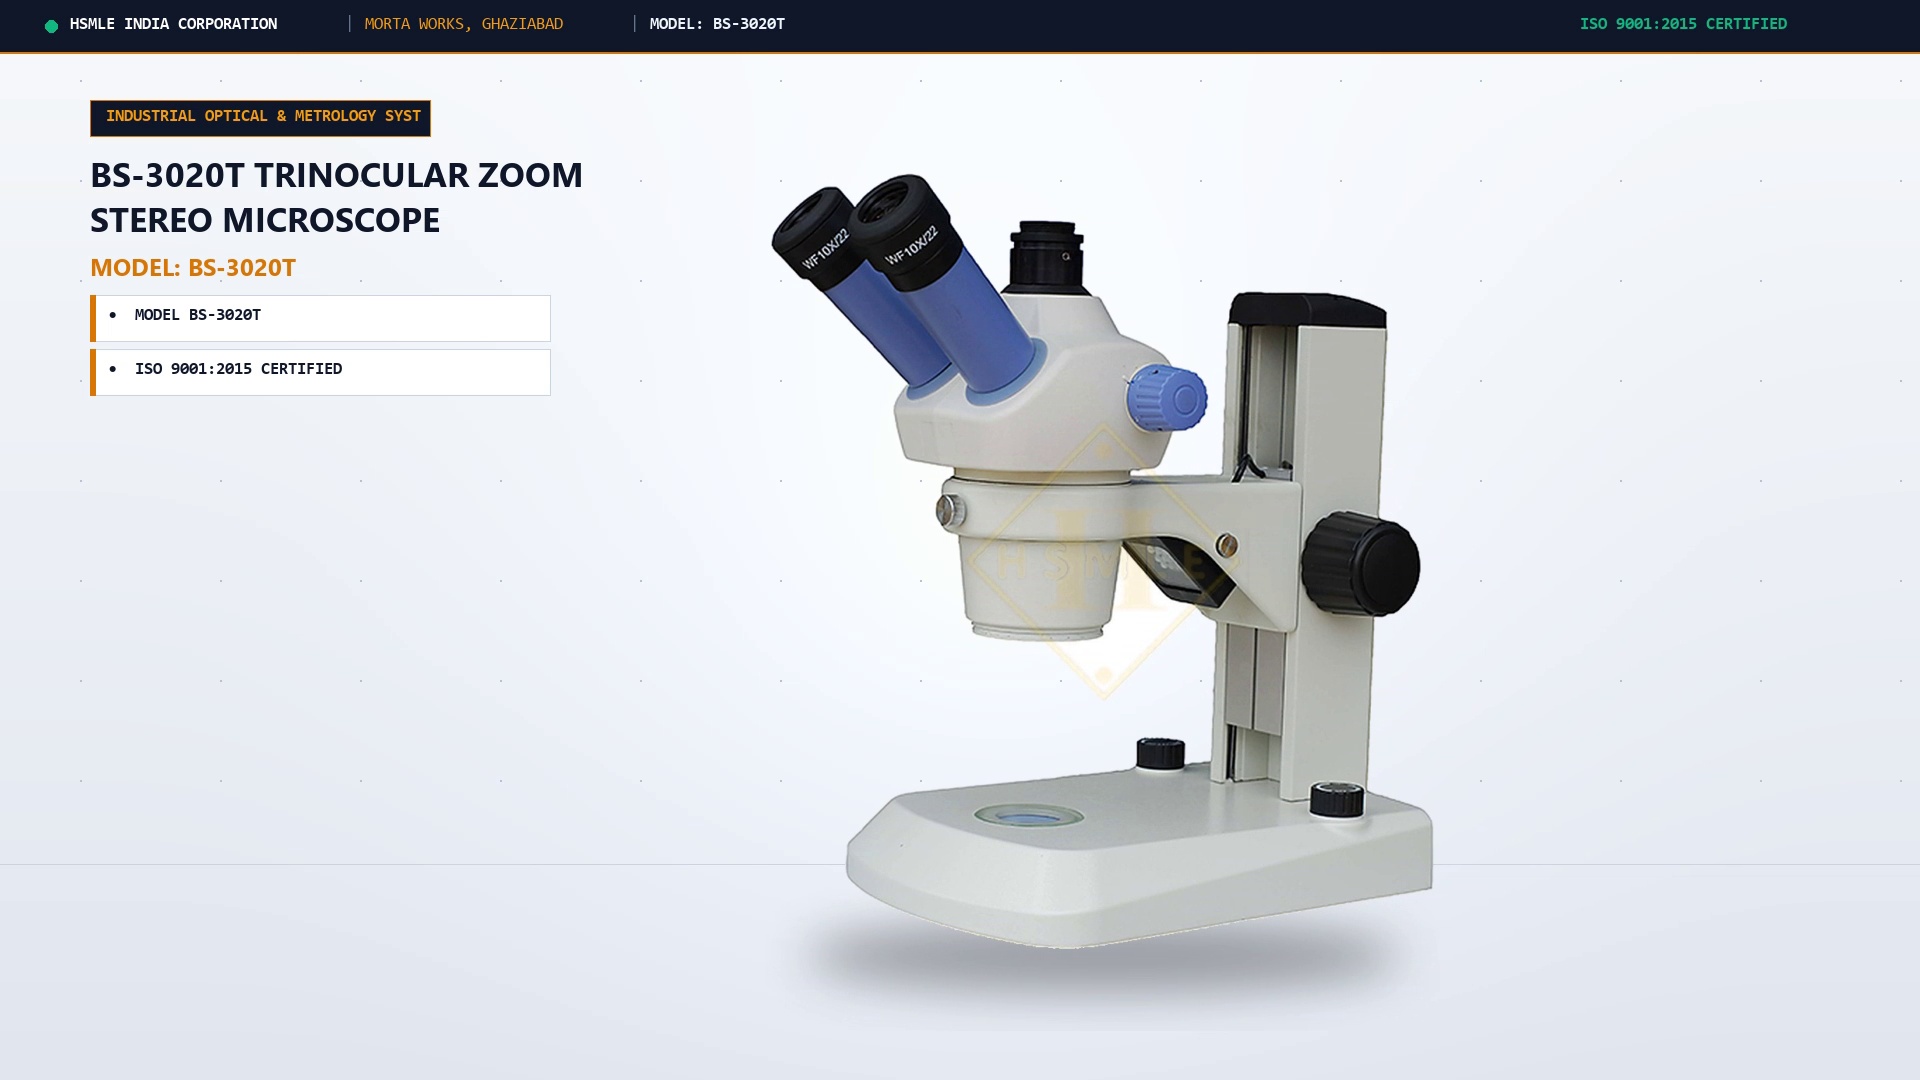 HSMLE INDIA CORPORATION
MORTA WORKS, GHAZIABAD
MODEL: BS-3020T
ISO 9001:2015 CERTIFIED
INDUSTRIAL OPTICAL & METROLOGY SYST
BS-3020T TRINOCULAR ZOOM
STEREO MICROSCOPE
MODEL: BS-3020T
• MODEL BS-3020T
• ISO 9001:2015 CERTIFIED
WF10X/22
WF10X/22
H
HSMLE